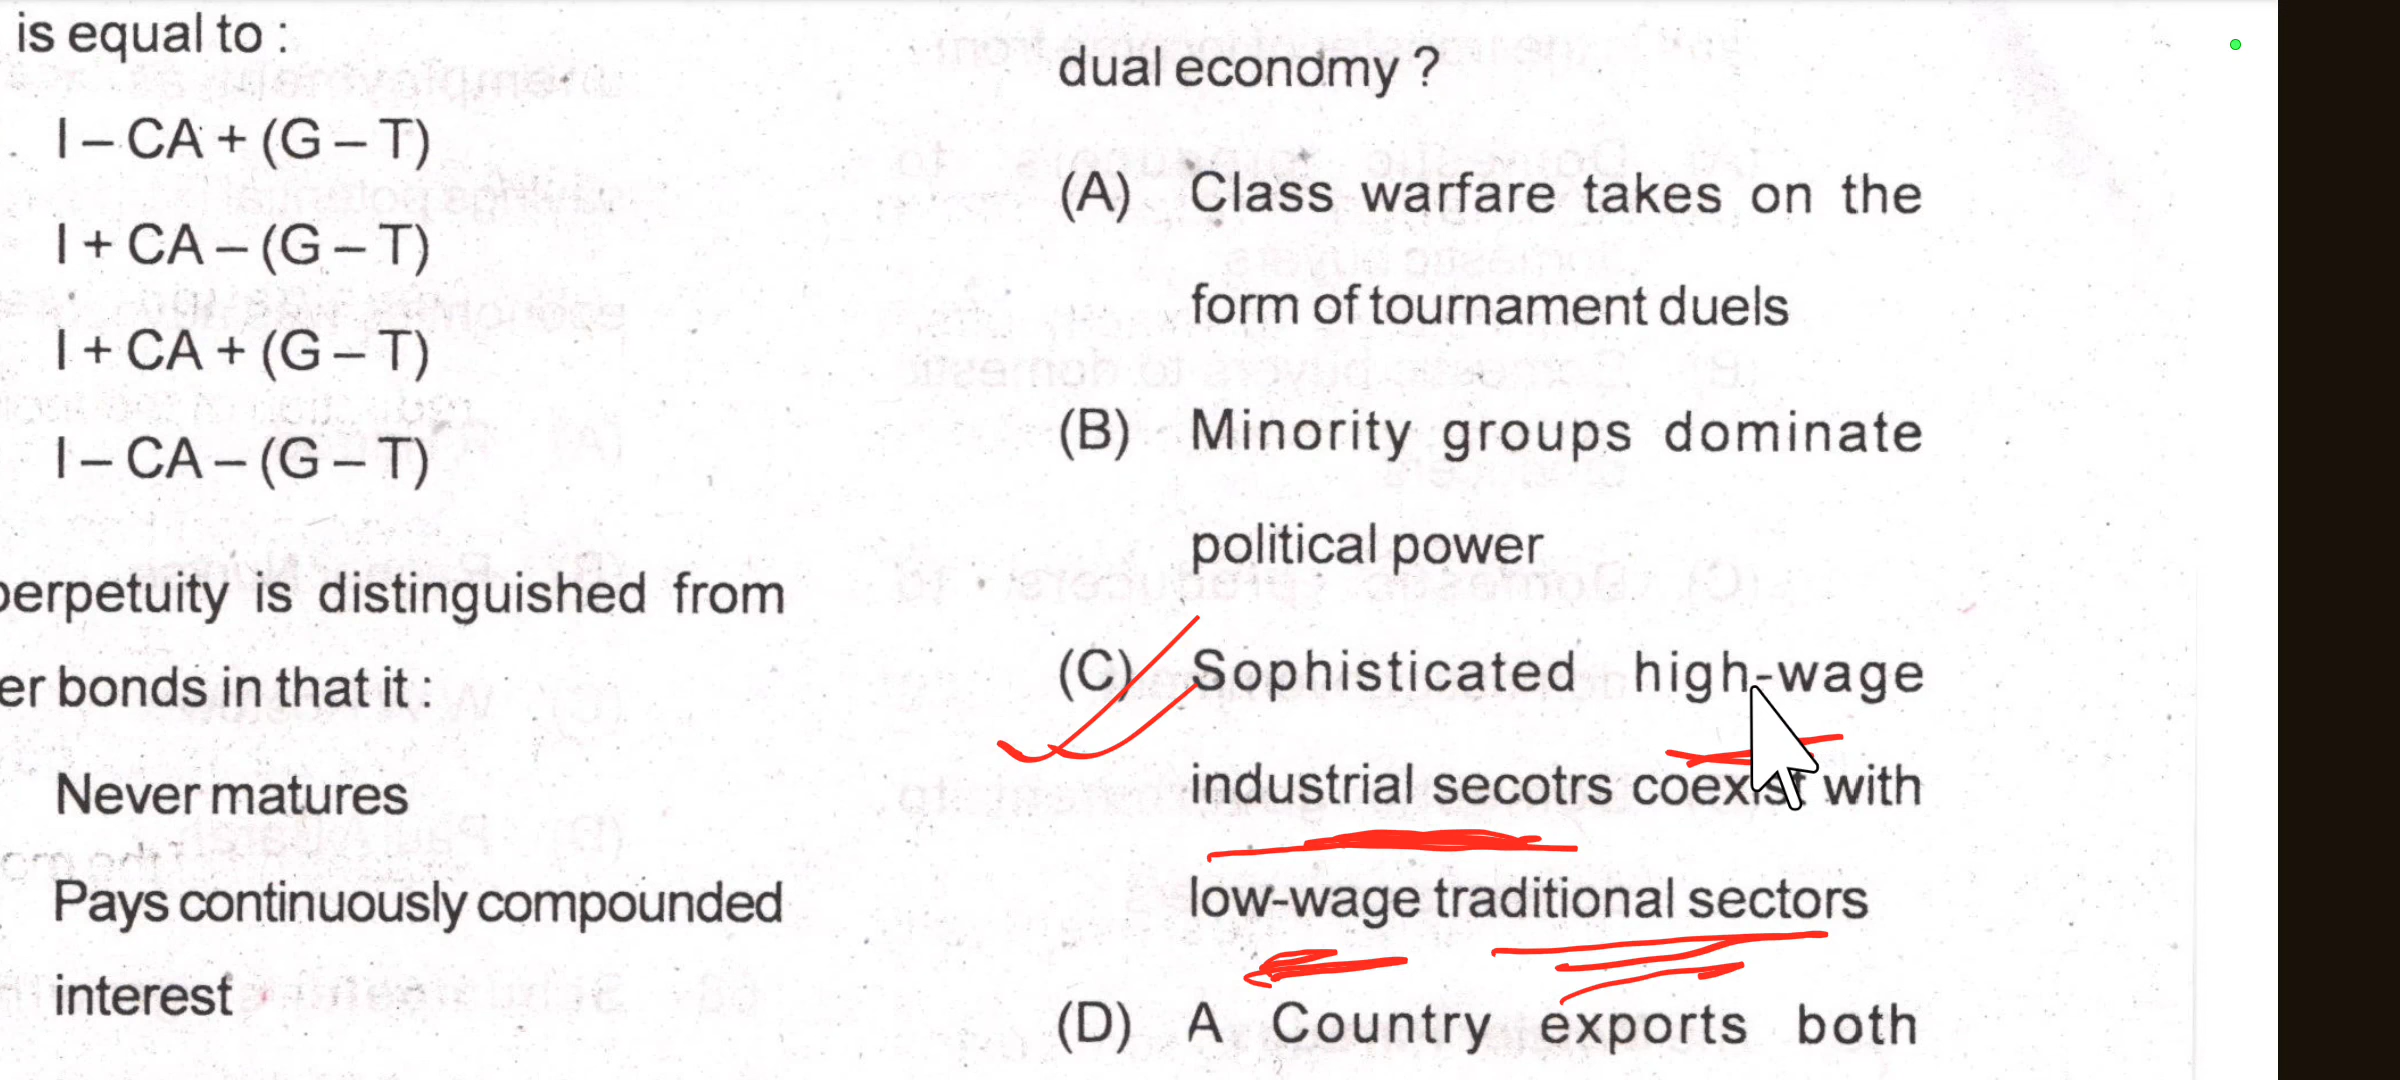 is equal to :
I – CA + (G – T)
I + CA – (G – T)
I + CA + (G – T)
I – CA – (G – T)
perpetuity is distinguished from
er bonds in that it :
Never matures
Pays continuously compounded
interest
dual economy ?
(A) Class warfare takes on the
form of tournament duels
(B) Minority groups dominate
political power
(C) Sophisticated high-wage
industrial secotrs coexist with
low-wage traditional sectors
(D) A Country exports both